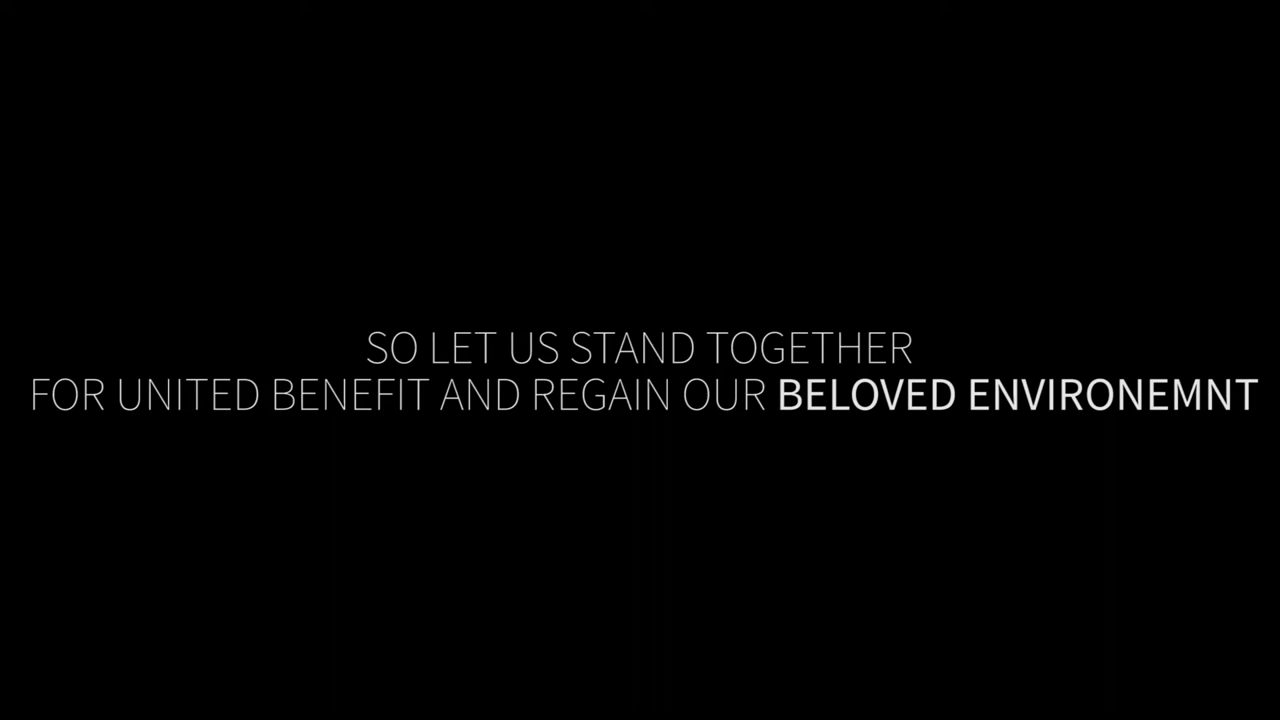 SO LET US STAND TOGETHER
FOR UNITED BENEFIT AND REGAIN OUR BELOVED ENVIRONEMNT